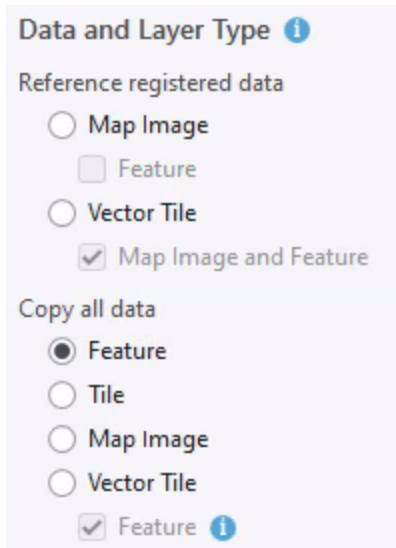 Data and Layer Type
Reference registered data
Map Image
Feature
Vector Tile
Map Image and Feature
Copy all data
Feature
Tile
Map Image
Vector Tile
Feature